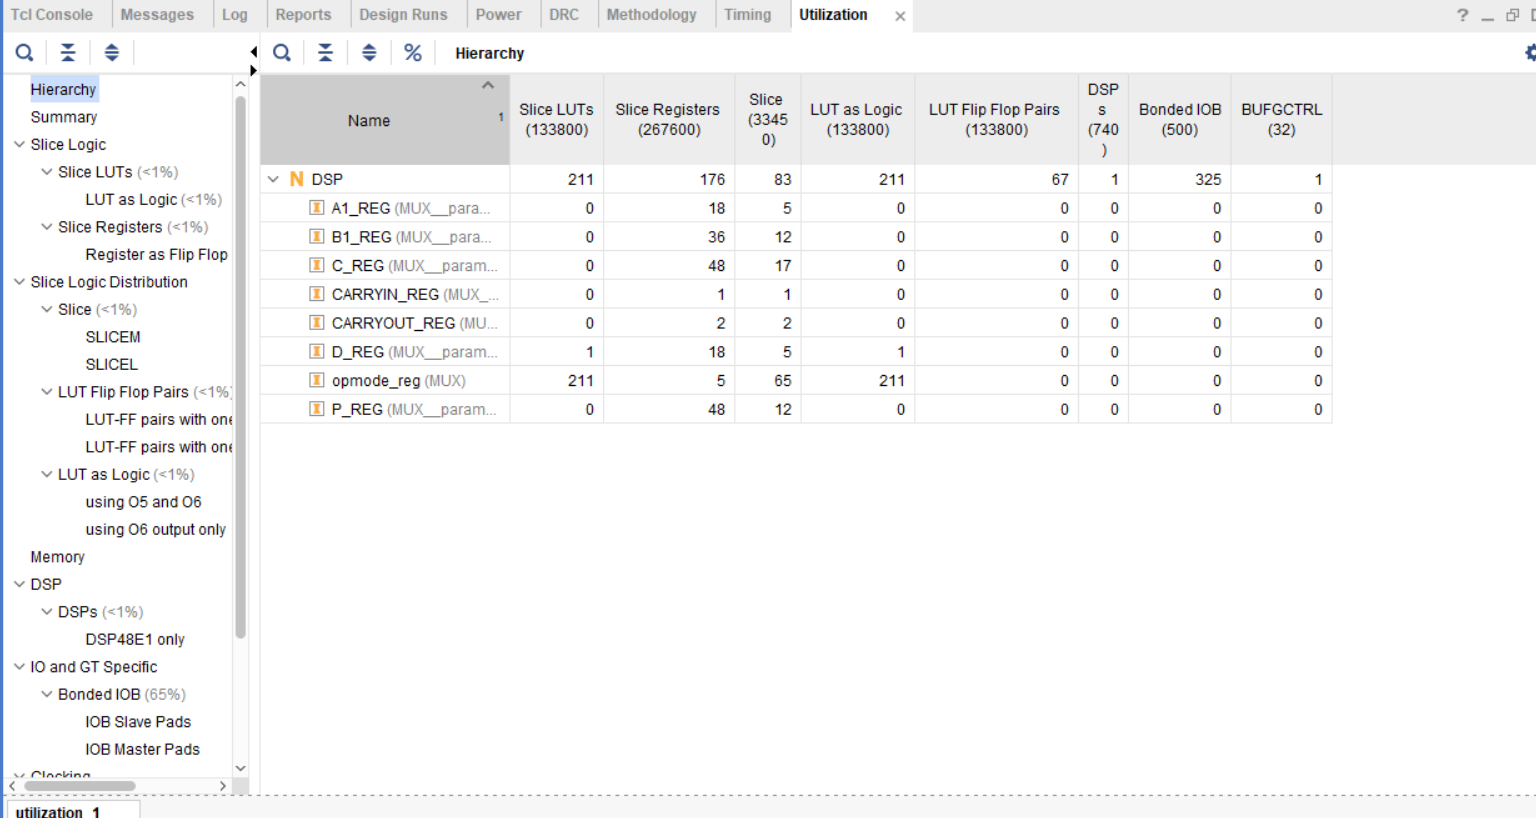 Tcl Console Messages Log Reports Design Runs Power DRC Methodology Timing Utilization × ?
%
Hierarchy
Hierarchy
Summary
Slice Logic
Slice LUTs (<1%)
LUT as Logic (<1%)
Slice Registers (<1%)
Register as Flip Flop
Slice Logic Distribution
Slice (<1%)
SLICEM
SLICEL
LUT Flip Flop Pairs (<1%)
LUT-FF pairs with one
LUT-FF pairs with one
LUT as Logic (<1%)
using O5 and O6
using O6 output only
Memory
DSP
DSPs (<1%)
DSP48E1 only
IO and GT Specific
Bonded IOB (65%)
IOB Slave Pads
IOB Master Pads
Clocking
Name 1
Slice LUTs
(133800)
Slice Registers
(267600)
Slice
(3345
0)
LUT as Logic
(133800)
LUT Flip Flop Pairs
(133800)
DSP
s
(740
)
Bonded IOB
(500)
BUFGCTRL
(32)
N DSP 211 176 83 211 67 1 325 1
I A1_REG (MUX__para... 0 18 5 0 0 0 0 0
I B1_REG (MUX__para... 0 36 12 0 0 0 0 0
I C_REG (MUX__param... 0 48 17 0 0 0 0 0
I CARRYIN_REG (MUX_... 0 1 1 0 0 0 0 0
I CARRYOUT_REG (MU... 0 2 2 0 0 0 0 0
I D_REG (MUX__param... 1 18 5 1 0 0 0 0
I opmode_reg (MUX) 211 5 65 211 0 0 0 0
I P_REG (MUX__param... 0 48 12 0 0 0 0 0
utilization_1